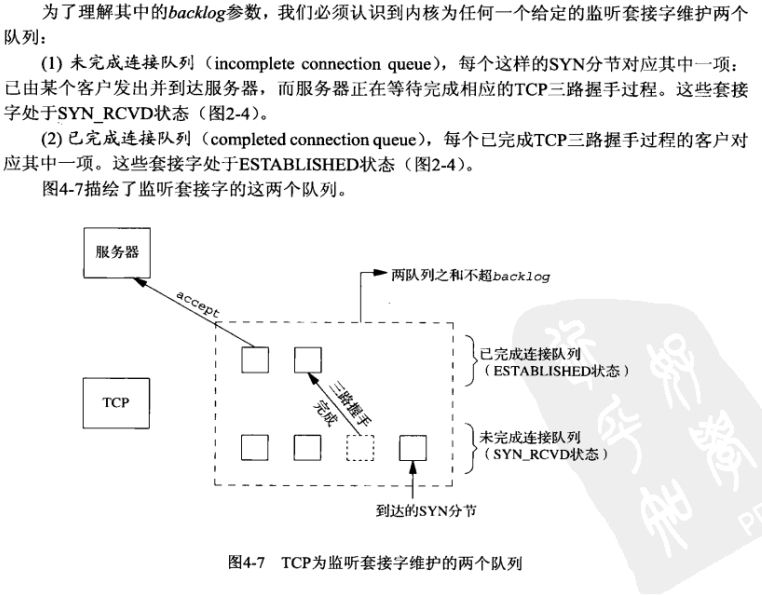 为了理解其中的backlog参数，我们必须认识到内核为任何一个给定的监听套接字维护两个
队列：
(1) 未完成连接队列（incomplete connection queue），每个这样的SYN分节对应其中一项：
已由某个客户发出并到达服务器，而服务器正在等待完成相应的TCP三路握手过程。这些套接
字处于SYN_RCVD状态（图2-4）。
(2) 已完成连接队列（completed connection queue），每个已完成TCP三路握手过程的客户对
应其中一项。这些套接字处于ESTABLISHED状态（图2-4）。
图4-7描绘了监听套接字的这两个队列。
服务器
两队列之和不超backlog
accept
已完成连接队列
（ESTABLISHED状态）
TCP
三路握手
完成
未完成连接队列
（SYN_RCVD状态）
到达的SYN分节
图4-7 TCP为监听套接字维护的两个队列